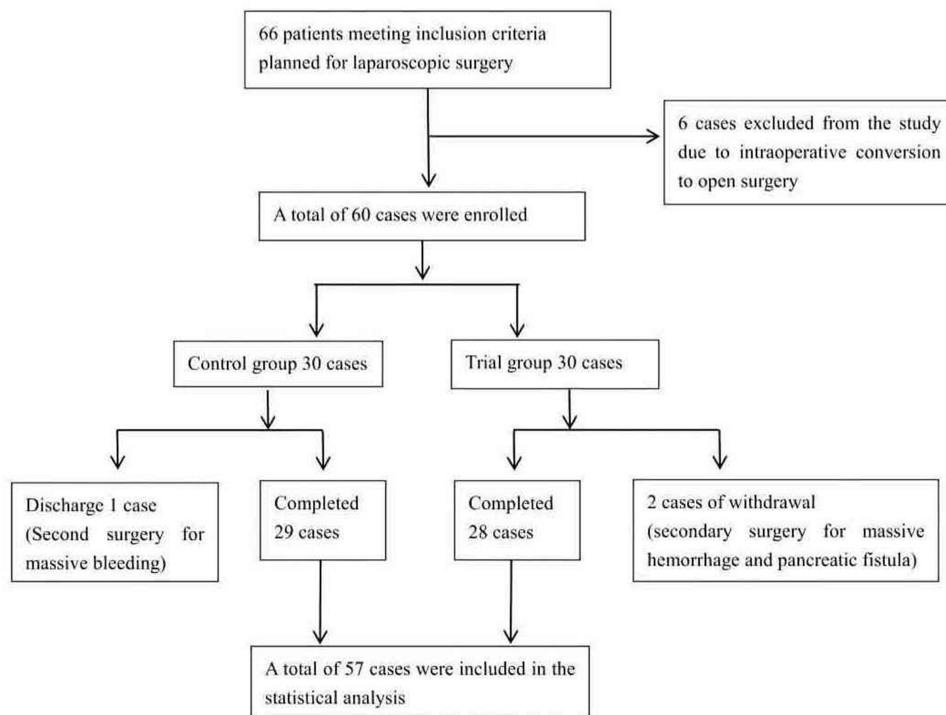 66 patients meeting inclusion criteria
planned for laparoscopic surgery
6 cases excluded from the study
due to intraoperative conversion
to open surgery
A total of 60 cases were enrolled
Control group 30 cases
Trial group 30 cases
Discharge 1 case
(Second surgery for
massive bleeding)
Completed
29 cases
Completed
28 cases
2 cases of withdrawal
(secondary surgery for massive
hemorrhage and pancreatic fistula)
A total of 57 cases were included in the
statistical analysis